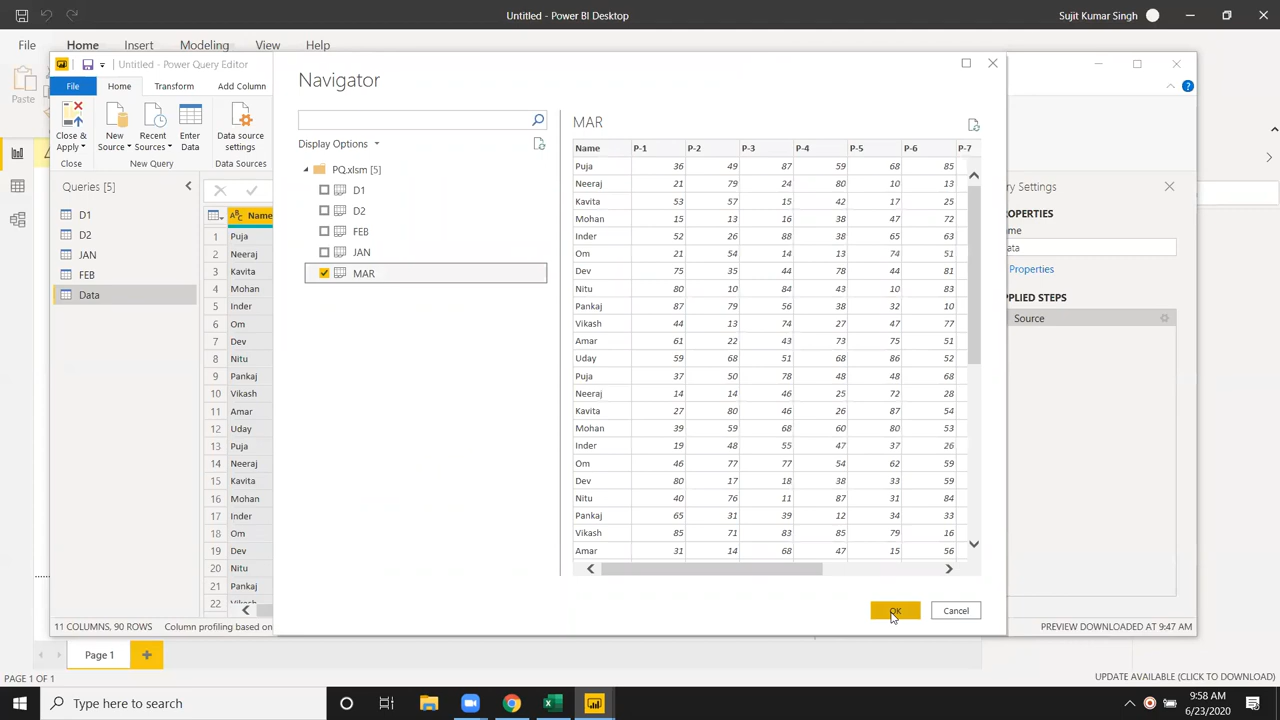 Untitled - Power BI Desktop
Sujit Kumar Singh
File Home Insert Modeling View Help
Untitled - Power Query Editor
File Home Transform Add Column
Paste
Close & Apply
New Source
Recent Sources
Enter Data
Data source settings
Close
New Query
Data Sources
Queries [5]
D1
D2
JAN
FEB
Data
Name
1 Puja
2 Neeraj
3 Kavita
4 Mohan
5 Inder
6 Om
7 Dev
8 Nitu
9 Pankaj
10 Vikash
11 Amar
12 Uday
13 Puja
14 Neeraj
15 Kavita
16 Mohan
17 Inder
18 Om
19 Dev
20 Nitu
21 Pankaj
22 Vikash
Navigator
Display Options
PQ.xlsm [5]
D1
D2
FEB
JAN
MAR
MAR
Name P-1 P-2 P-3 P-4 P-5 P-6 P-7
Puja 36 49 87 59 68 85
Neeraj 21 79 24 80 10 13
Kavita 53 57 15 42 17 25
Mohan 15 13 16 38 47 72
Inder 52 26 88 38 65 63
Om 21 54 14 13 74 51
Dev 75 35 44 78 44 81
Nitu 80 10 84 43 10 83
Pankaj 87 79 56 38 32 10
Vikash 44 13 74 27 47 77
Amar 61 22 43 73 75 51
Uday 59 68 51 68 86 52
Puja 37 50 78 48 48 68
Neeraj 14 14 46 25 72 28
Kavita 27 80 46 26 87 54
Mohan 39 59 68 60 80 53
Inder 19 48 55 47 37 26
Om 46 77 77 54 62 59
Dev 80 17 18 38 33 59
Nitu 40 76 11 87 31 84
Pankaj 65 31 39 12 34 33
Vikash 85 71 83 85 79 16
Amar 31 14 68 47 15 56
OK Cancel
ry Settings
ROPERTIES
me
ata
Properties
PPLIED STEPS
Source
11 COLUMNS, 90 ROWS Column profiling based on
PREVIEW DOWNLOADED AT 9:47 AM
Page 1
PAGE 1 OF 1
UPDATE AVAILABLE (CLICK TO DOWNLOAD)
Type here to search
9:58 AM
6/23/2020